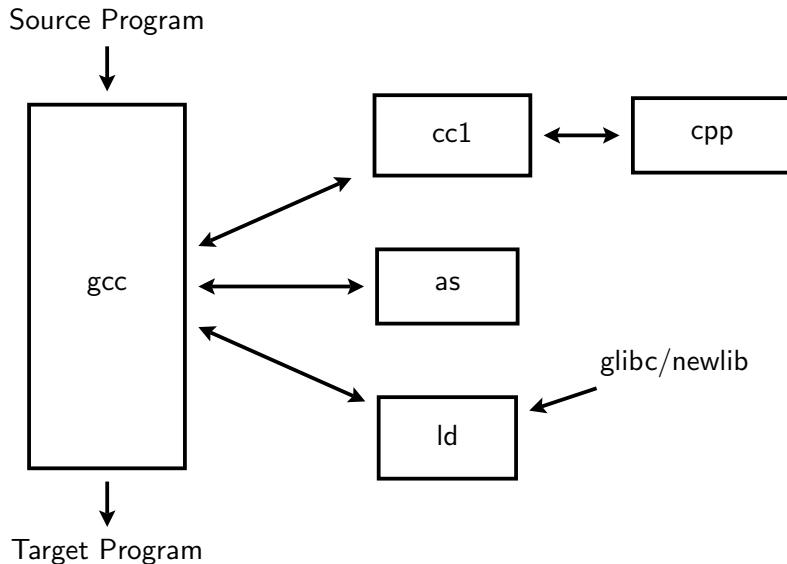 Source Program
cc1
cpp
gcc
as
glibc/newlib
ld
Target Program